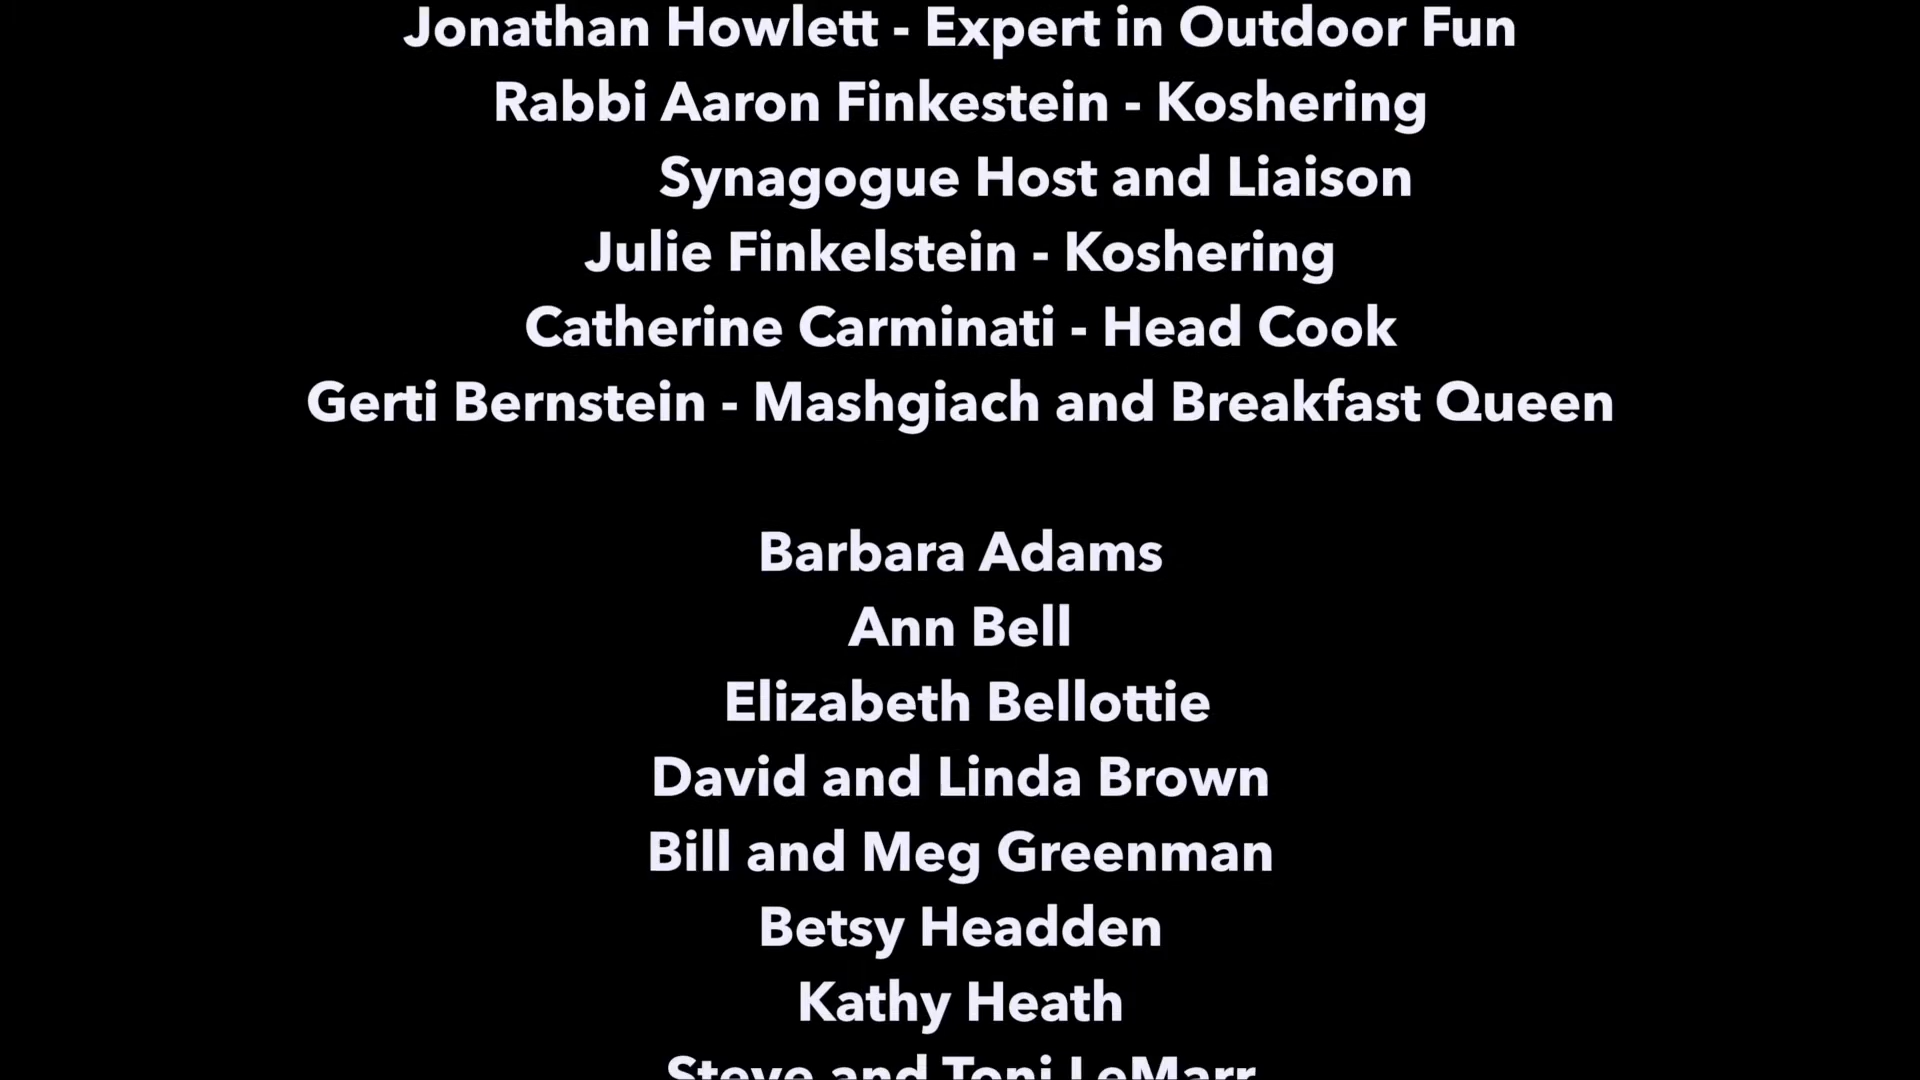 Jonathan Howlett - Expert in Outdoor Fun
Rabbi Aaron Finkestein - Koshering
Synagogue Host and Liaison
Julie Finkelstein - Koshering
Catherine Carminati - Head Cook
Gerti Bernstein - Mashgiach and Breakfast Queen
Barbara Adams
Ann Bell
Elizabeth Bellottie
David and Linda Brown
Bill and Meg Greenman
Betsy Headden
Kathy Heath
Steve and Toni LeMarr